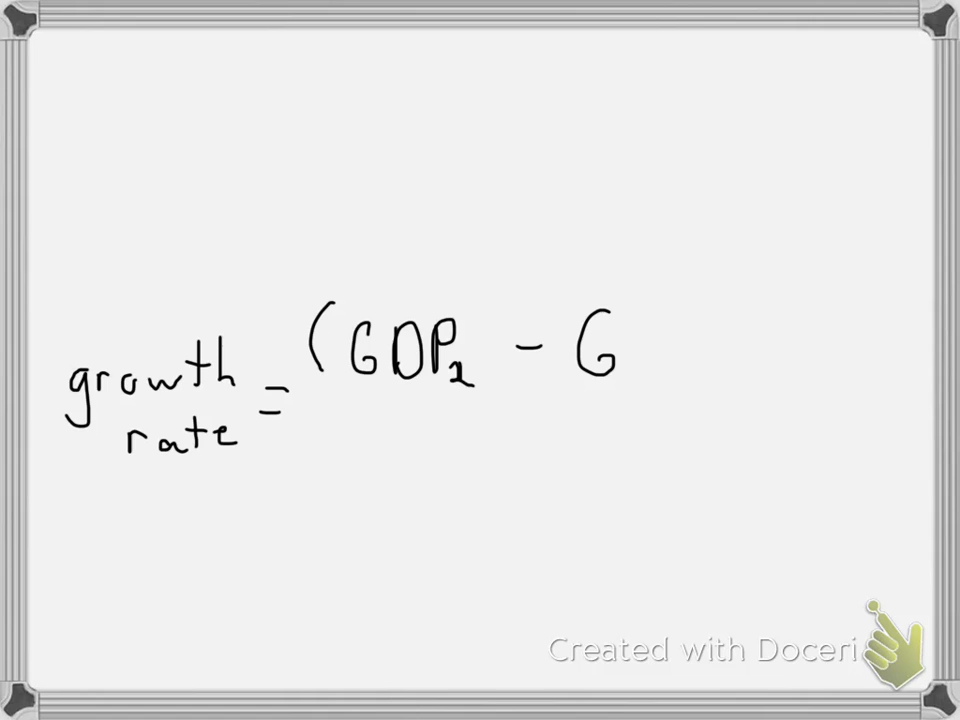 growth
rate = (GDP₂ - G
Created with Doceri